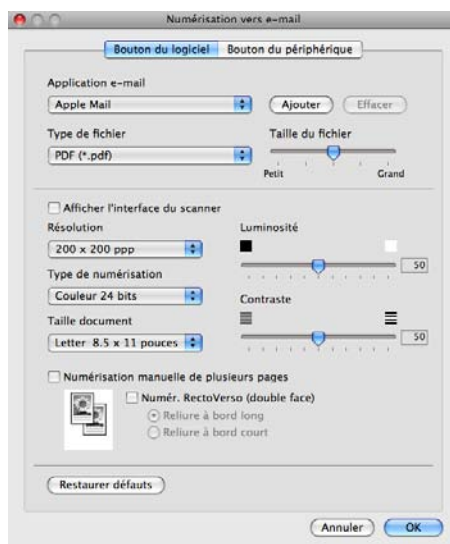 Numérisation vers e-mail
Bouton du logiciel Bouton du périphérique
Application e-mail
Apple Mail Ajouter Effacer
Type de fichier Taille du fichier
PDF (*.pdf)
Petit Grand
Afficher l'interface du scanner
Résolution Luminosité
200 x 200 ppp
50
Type de numérisation
Couleur 24 bits Contraste
Taille document
Letter 8.5 x 11 pouces 50
Numérisation manuelle de plusieurs pages
Numér. RectoVerso (double face)
Reliure à bord long
Reliure à bord court
Restaurer défauts
Annuler OK